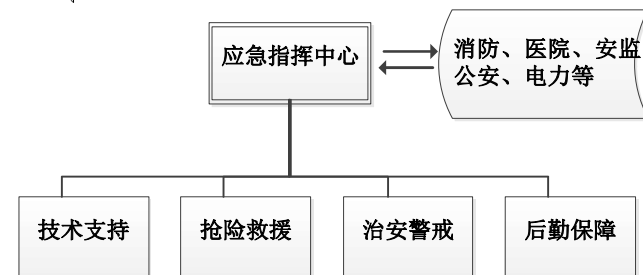 应急指挥中心
消防、医院、安监
公安、电力等
技术支持
抢险救援
治安警戒
后勤保障